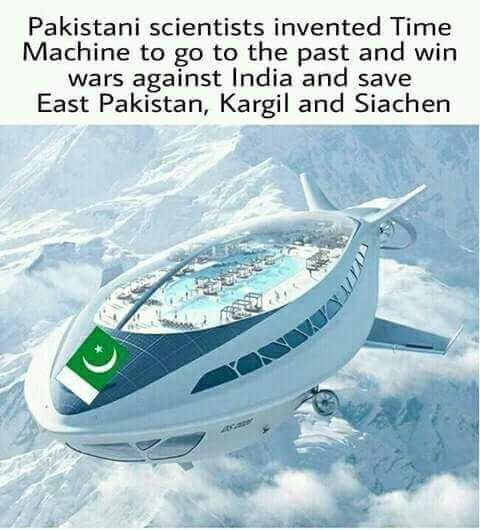 Pakistani scientists invented Time
Machine to go to the past and win
wars against India and save
East Pakistan, Kargil and Siachen